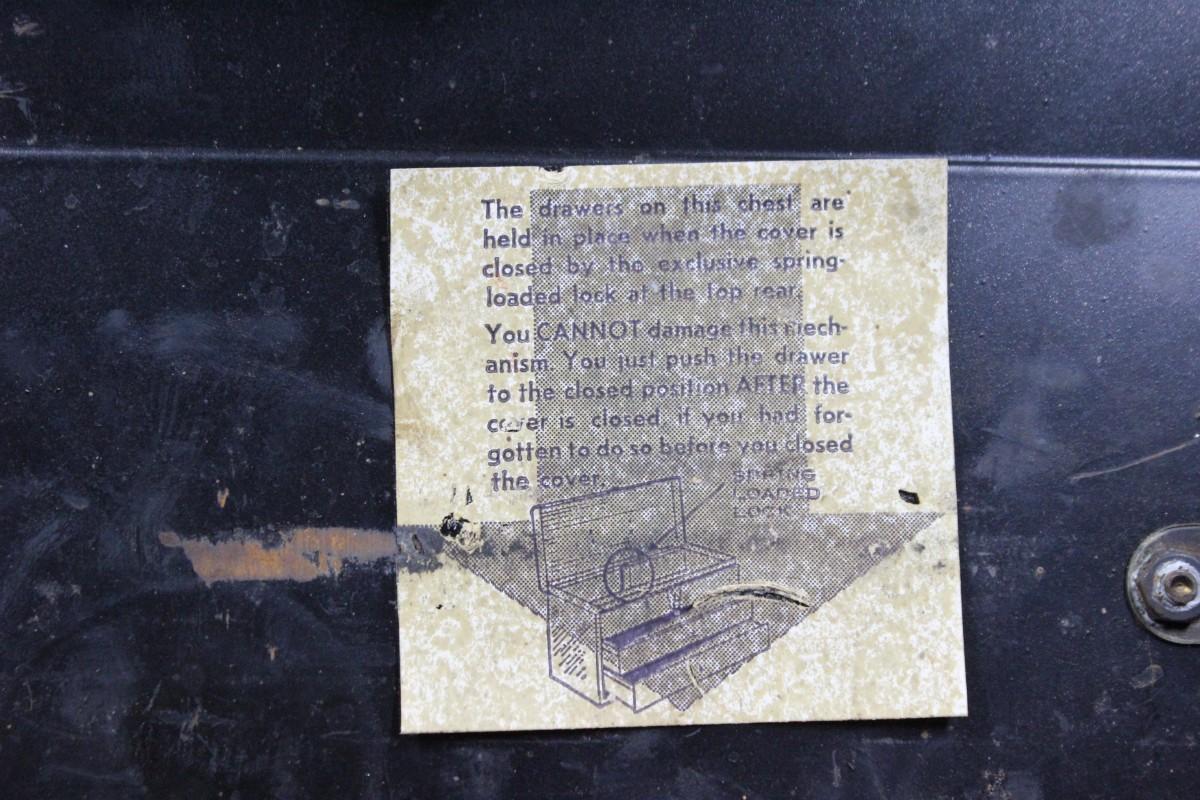 The drawers on this chest are
held in place when the cover is
closed by the exclusive spring-
loaded lock at the top rear.
You CANNOT damage this mech-
anism. You just push the drawer
to the closed position AFTER the
cover is closed, if you had for-
gotten to do so before you closed
the cover.
SPRING
LOADED
LOCK